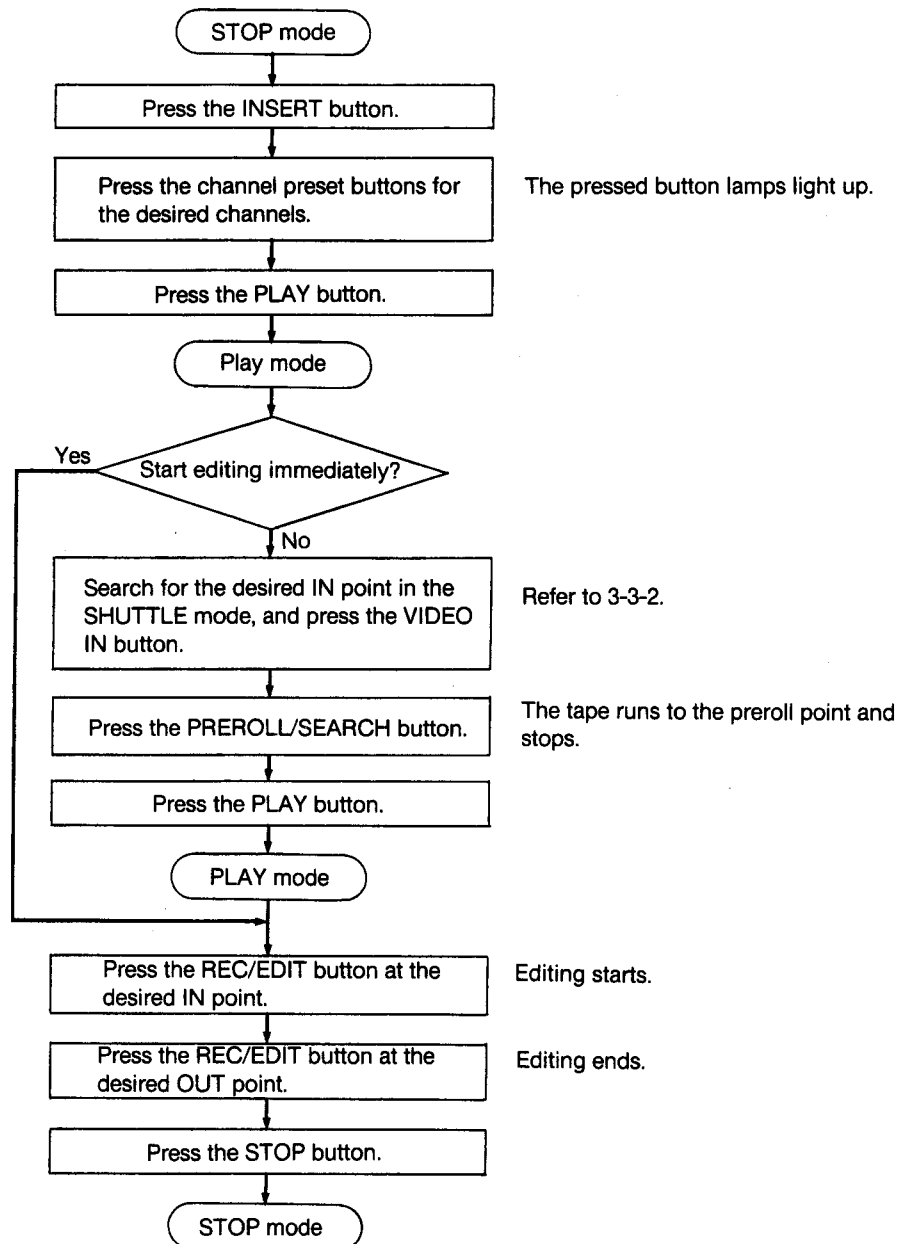 STOP mode
Press the INSERT button.
Press the channel preset buttons for
the desired channels.
The pressed button lamps light up.
Press the PLAY button.
Play mode
Yes
Start editing immediately?
No
Search for the desired IN point in the
SHUTTLE mode, and press the VIDEO
IN button.
Refer to 3-3-2.
Press the PREROLL/SEARCH button.
The tape runs to the preroll point and
stops.
Press the PLAY button.
PLAY mode
Press the REC/EDIT button at the
desired IN point.
Editing starts.
Press the REC/EDIT button at the
desired OUT point.
Editing ends.
Press the STOP button.
STOP mode